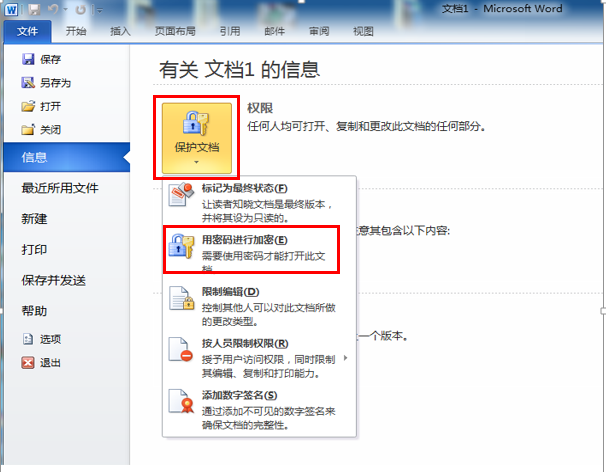 文档1 - Microsoft Word
文件 开始 插入 页面布局 引用 邮件 审阅 视图
保存
另存为
打开
关闭
信息
最近所用文件
新建
打印
保存并发送
帮助
选项
退出
有关 文档1 的信息
保护文档
权限
任何人均可打开、复制和更改此文档的任何部分。
标记为最终状态(F)
让读者知晓文档是最终版本，
并将其设为只读的。
用密码进行加密(E)
需要使用密码才能打开此文
档。
限制编辑(D)
控制其他人可以对此文档所做
的更改类型。
按人员限制权限(R)
授予用户访问权限，同时限制
其编辑、复制和打印能力。
添加数字签名(S)
通过添加不可见的数字签名来
确保文档的完整性。
意其包含以下内容:
一个版本。